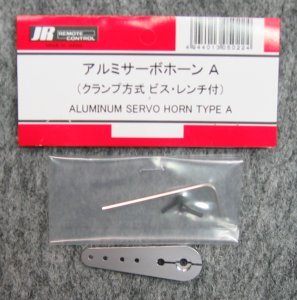 JR REMOTE CONTROL
アルミサーボホーン A
(クランプ方式 ビス・レンチ付)
ALUMINUM SERVO HORN TYPE A